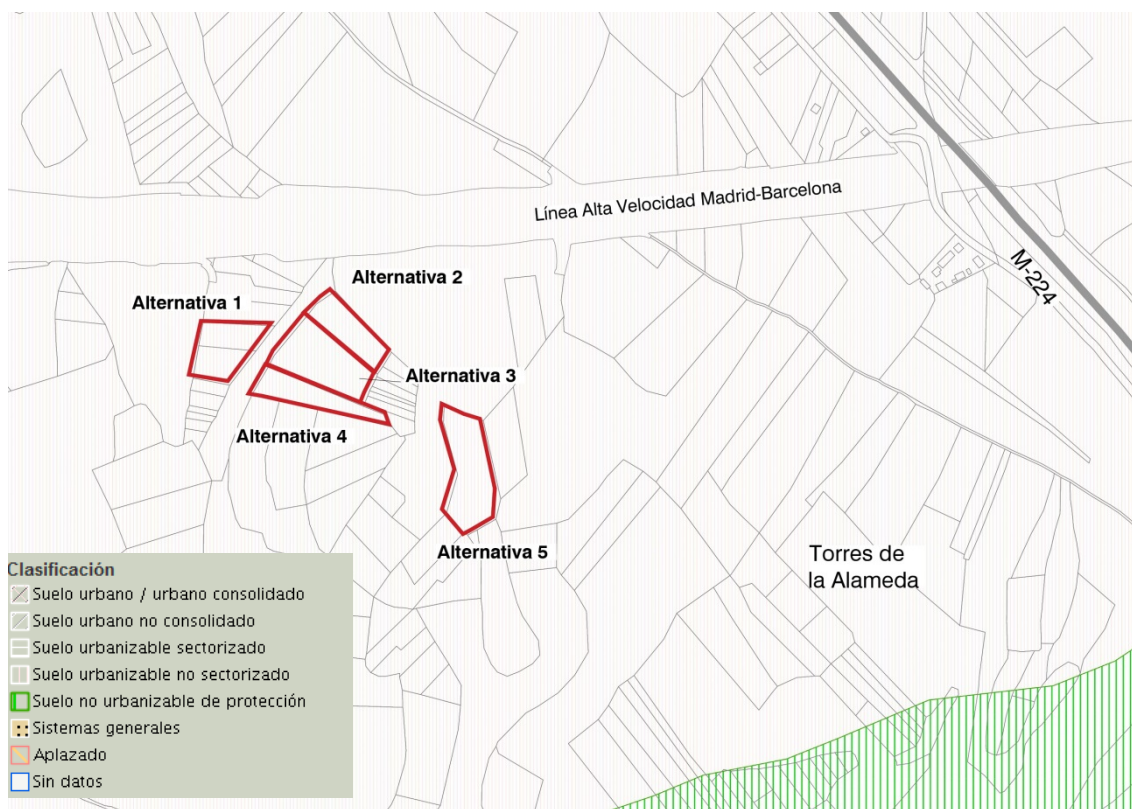 Línea Alta Velocidad Madrid-Barcelona
M-224
Alternativa 2
Alternativa 1
Alternativa 3
Alternativa 4
Alternativa 5
Torres de
la Alameda
Clasificación
Suelo urbano / urbano consolidado
Suelo urbano no consolidado
Suelo urbanizable sectorizado
Suelo urbanizable no sectorizado
Suelo no urbanizable de protección
Sistemas generales
Aplazado
Sin datos